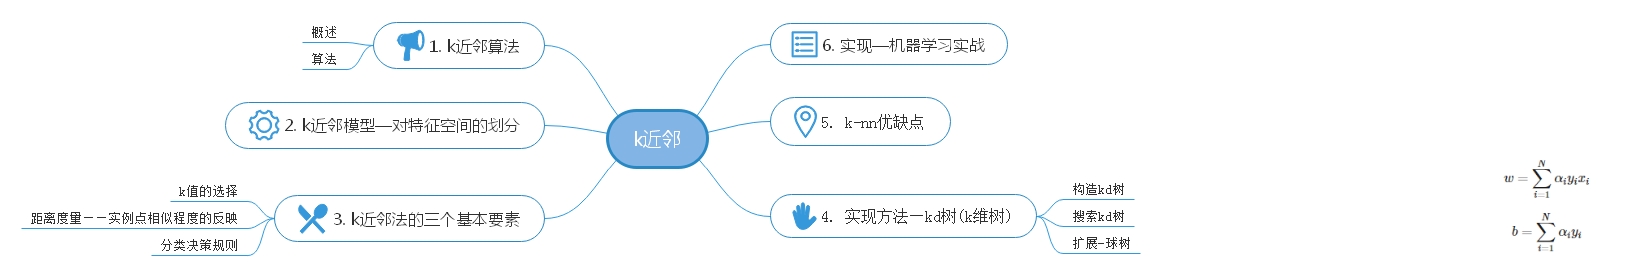 k近邻
1. k近邻算法
概述
算法
2. k近邻模型—对特征空间的划分
3. k近邻法的三个基本要素
k值的选择
距离度量——实例点相似程度的反映
分类决策规则
4. 实现方法—kd树(k维树)
构造kd树
搜索kd树
扩展-球树
5. k-nn优缺点
6. 实现—机器学习实战
w = \sum_{i=1}^{N} α_i y_i x_i
b = \sum_{i=1}^{N} α_i y_i